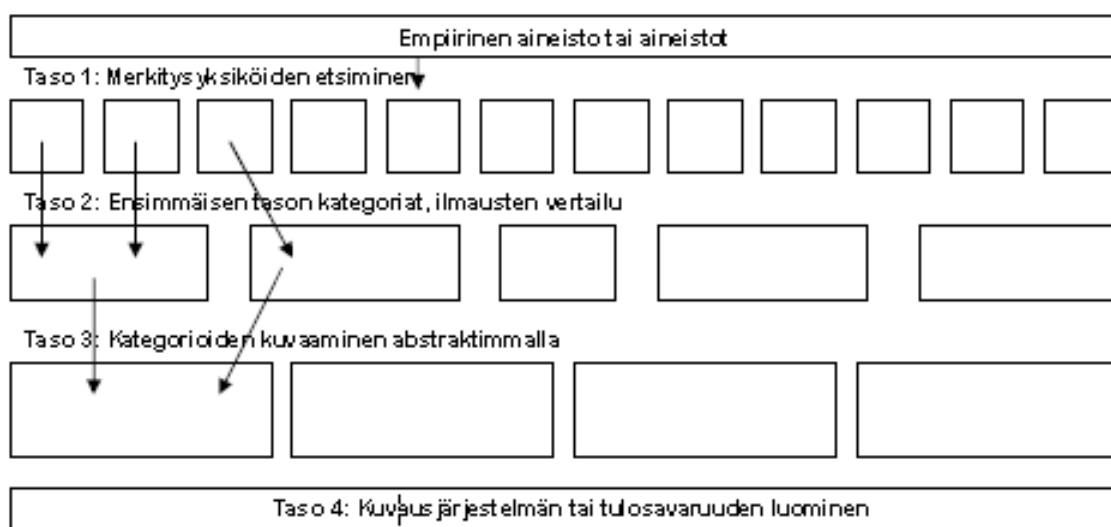 Empiirinen aineisto tai aineistot
Taso 1: Merkitysyksiköiden etsiminen
Taso 2: Ensimmäisen tason kategoriat, ilmausten vertailu
Taso 3: Kategorioiden kuvaaminen abstraktimmalla
Taso 4: Kuvausjärjestelmän tai tulosavaruuden luominen